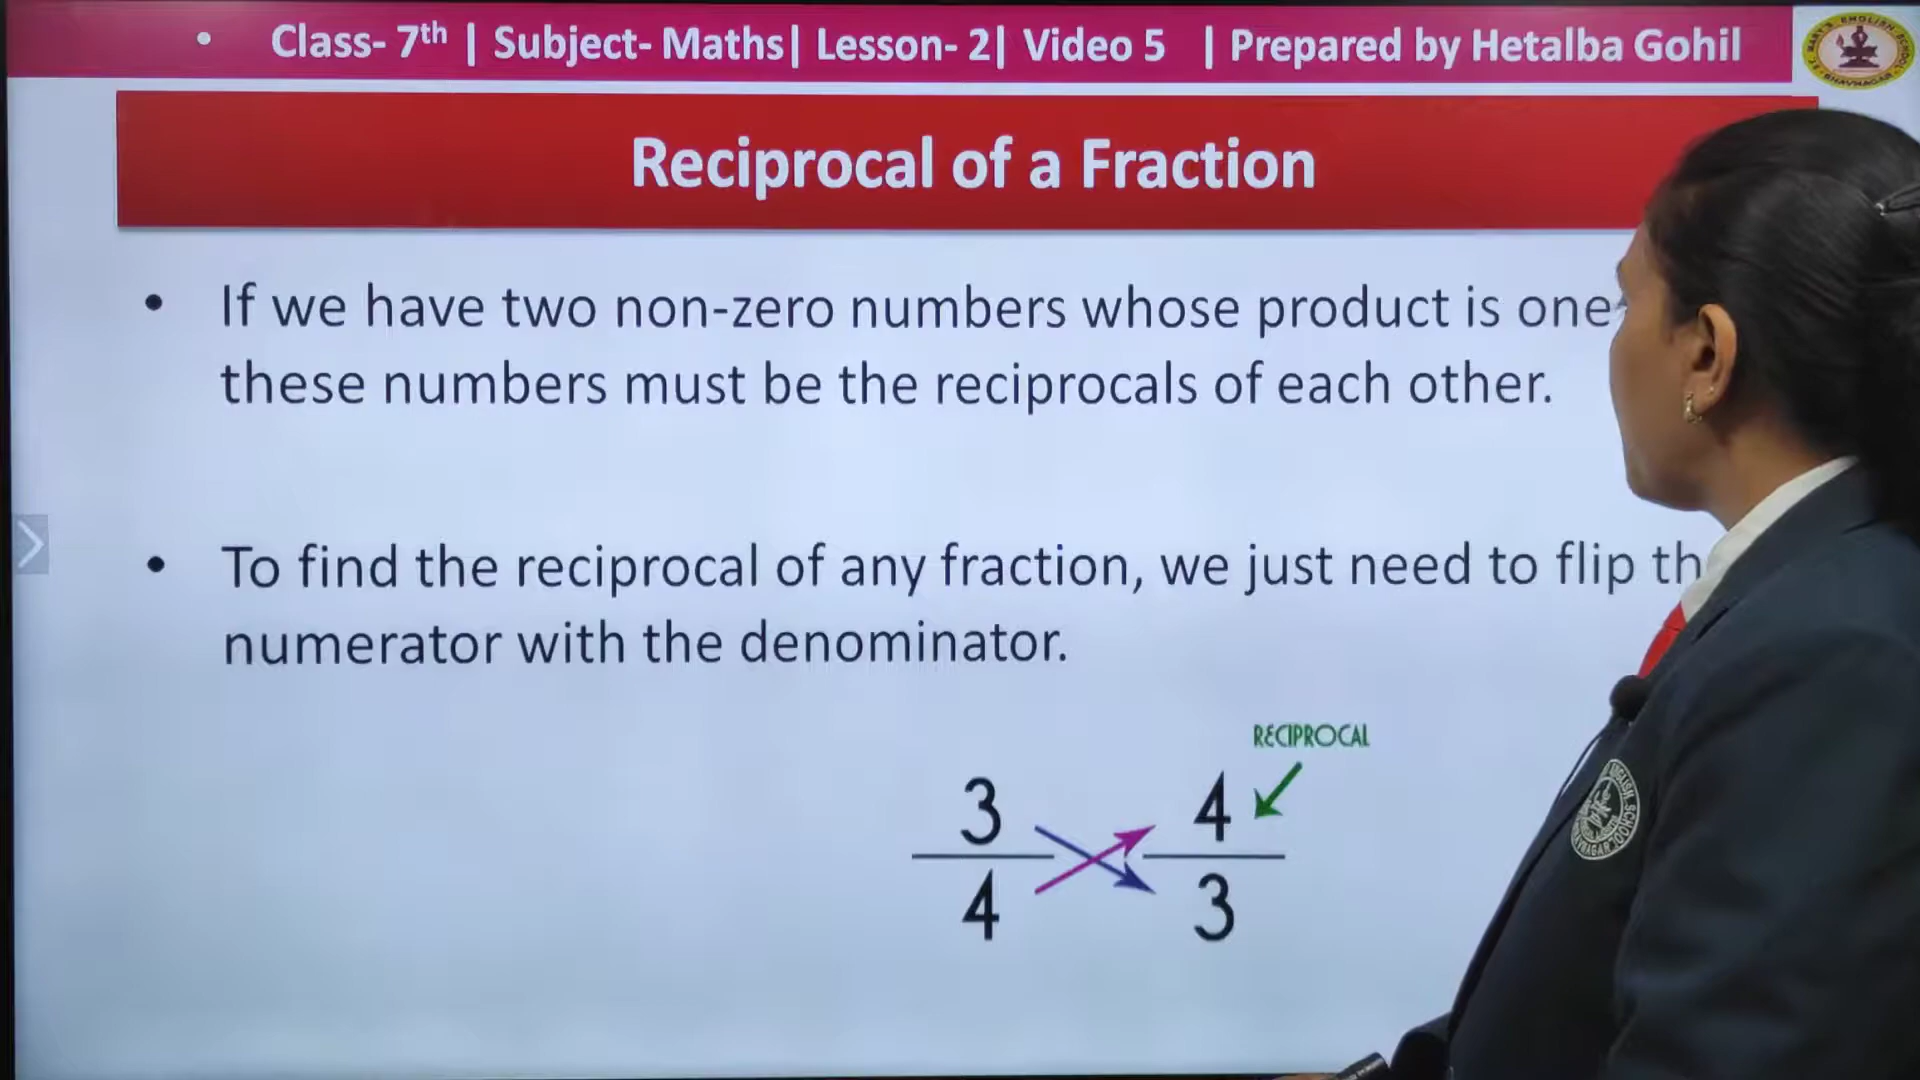 • Class- 7th | Subject- Maths| Lesson- 2| Video 5 | Prepared by Hetalba Gohil
Reciprocal of a Fraction
• If we have two non-zero numbers whose product is one
these numbers must be the reciprocals of each other.
• To find the reciprocal of any fraction, we just need to flip
numerator with the denominator.
RECIPROCAL
3 4
4 3